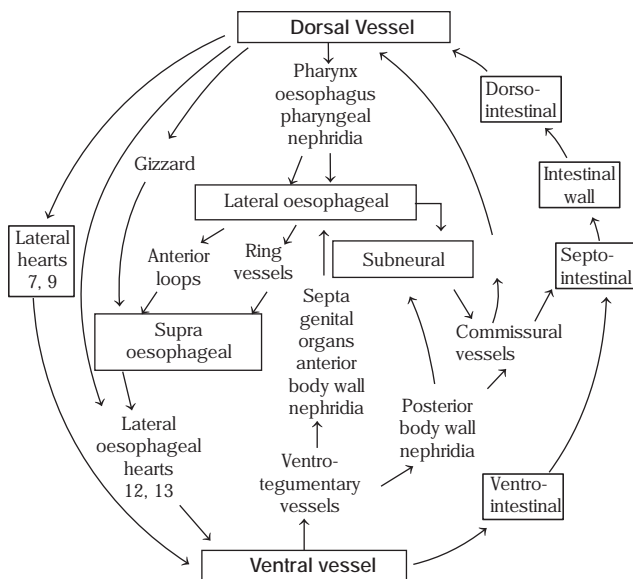 Dorsal Vessel
Pharynx
oesophagus
pharyngeal
nephridia
Dorso-
intestinal
Gizzard
Intestinal
wall
Lateral oesophageal
Lateral
hearts
7, 9
Anterior
loops
Ring
vessels
Subneural
Septo-
intestinal
Septa
genital
organs
anterior
body wall
nephridia
Supra
oesophageal
Commissural
vessels
Lateral
oesophageal
hearts
12, 13
Posterior
body wall
nephridia
Ventro-
tegumentary
vessels
Ventro-
intestinal
Ventral vessel